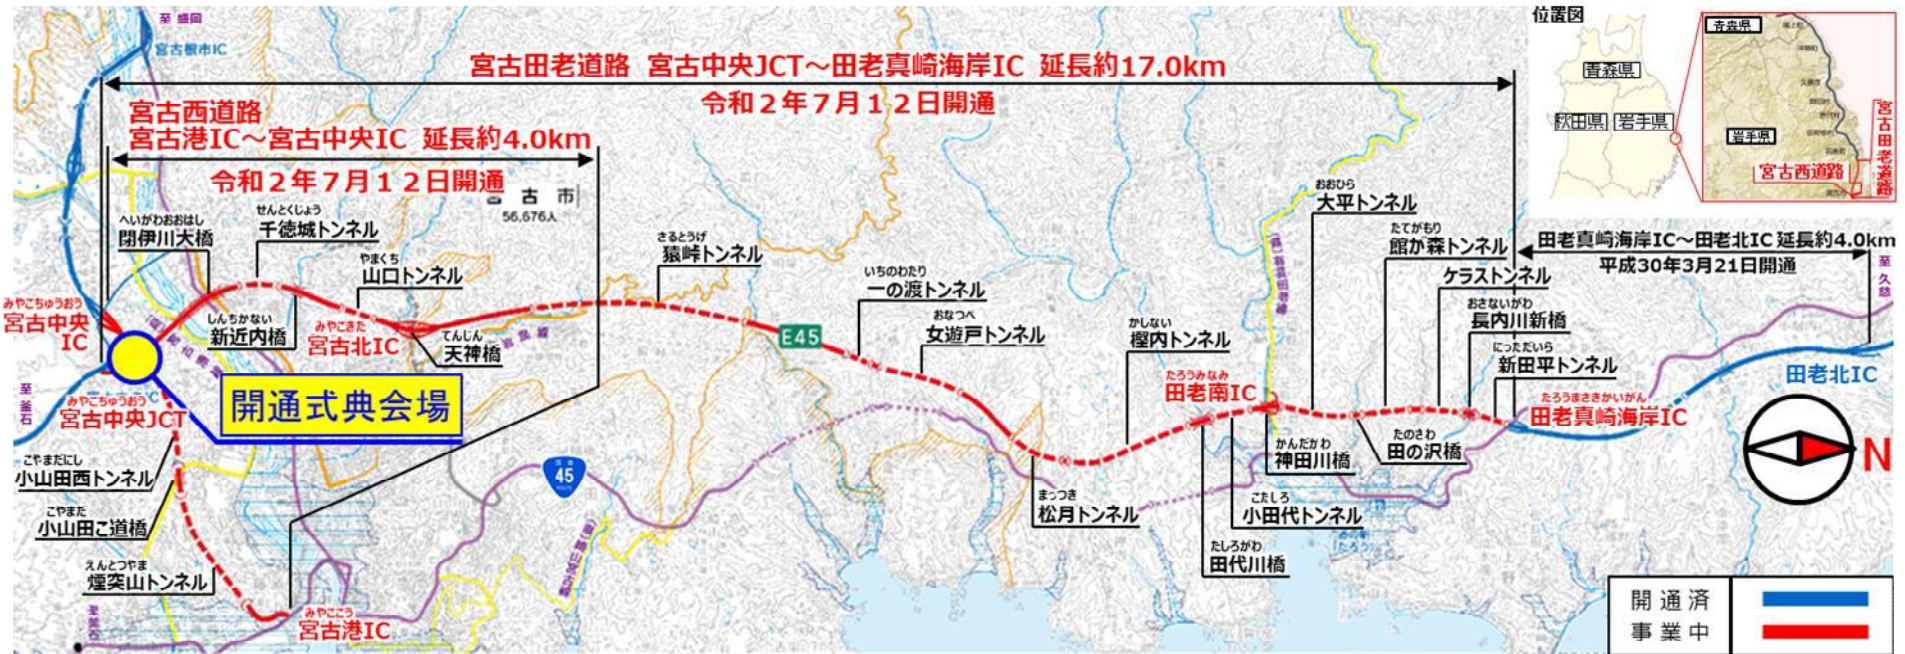 至 盛岡
宮古根市IC
宮古田老道路 宮古中央JCT～田老真崎海岸IC 延長約17.0km
令和２年７月１２日開通
宮古西道路
宮古港IC～宮古中央IC 延長約4.0km
令和２年７月１２日開通
宮 古 市
56,676人
へいがわおおはし
閉伊川大橋
せんとくじょう
千徳城トンネル
やまくち
山口トンネル
さるとうげ
猿峠トンネル
いちのわたり
一の渡トンネル
おなつべ
女遊戸トンネル
かしない
樫内トンネル
おおひら
大平トンネル
たてがもり
館が森トンネル
ケラストンネル
おさないがわ
長内川新橋
にっただいら
新田平トンネル
みやこちゅうおう
宮古中央
IC
しんちかない
新近内橋
みやこきた
宮古北IC
てんじん
天神橋
E45
開通式典会場
至 釜石
みやこちゅうおう
宮古中央JCT
こやまだにし
小山田西トンネル
こやまた
小山田こ道橋
えんとつやま
煙突山トンネル
みやここう
宮古港IC
国道
45
ROUTE
まっつき
松月トンネル
たろうみなみ
田老南IC
たしろがわ
田代川橋
こたしろ
小田代トンネル
かんだがわ
神田川橋
たのさわ
田の沢橋
たろうまさきかいがん
田老真崎海岸IC
田老真崎海岸IC～田老北IC 延長約4.0km
平成30年3月21日開通
至 久慈
田老北IC
N
位置図
青森県
秋田県
岩手県
青森県
岩手県
宮古西道路
宮古田老道路
開通済
事業中